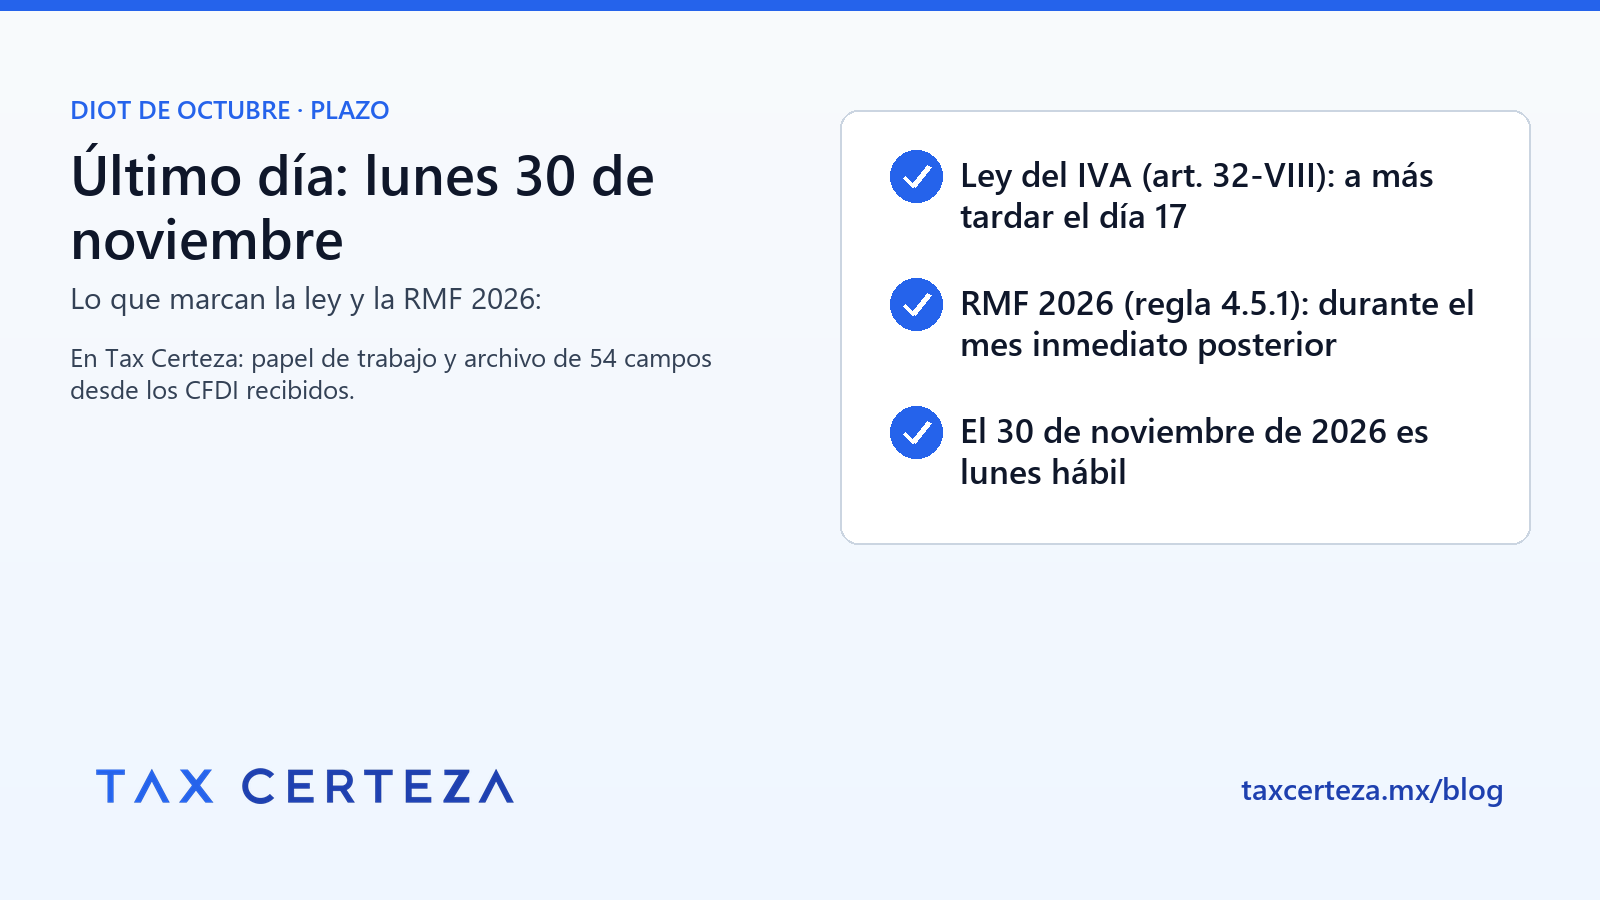 DIOT DE OCTUBRE · PLAZO
Último día: lunes 30 de
noviembre
Lo que marcan la ley y la RMF 2026:
En Tax Certeza: papel de trabajo y archivo de 54 campos
desde los CFDI recibidos.
Ley del IVA (art. 32-VIII): a más
tardar el día 17
RMF 2026 (regla 4.5.1): durante el
mes inmediato posterior
El 30 de noviembre de 2026 es
lunes hábil
TAX CERTEZA
taxcerteza.mx/blog